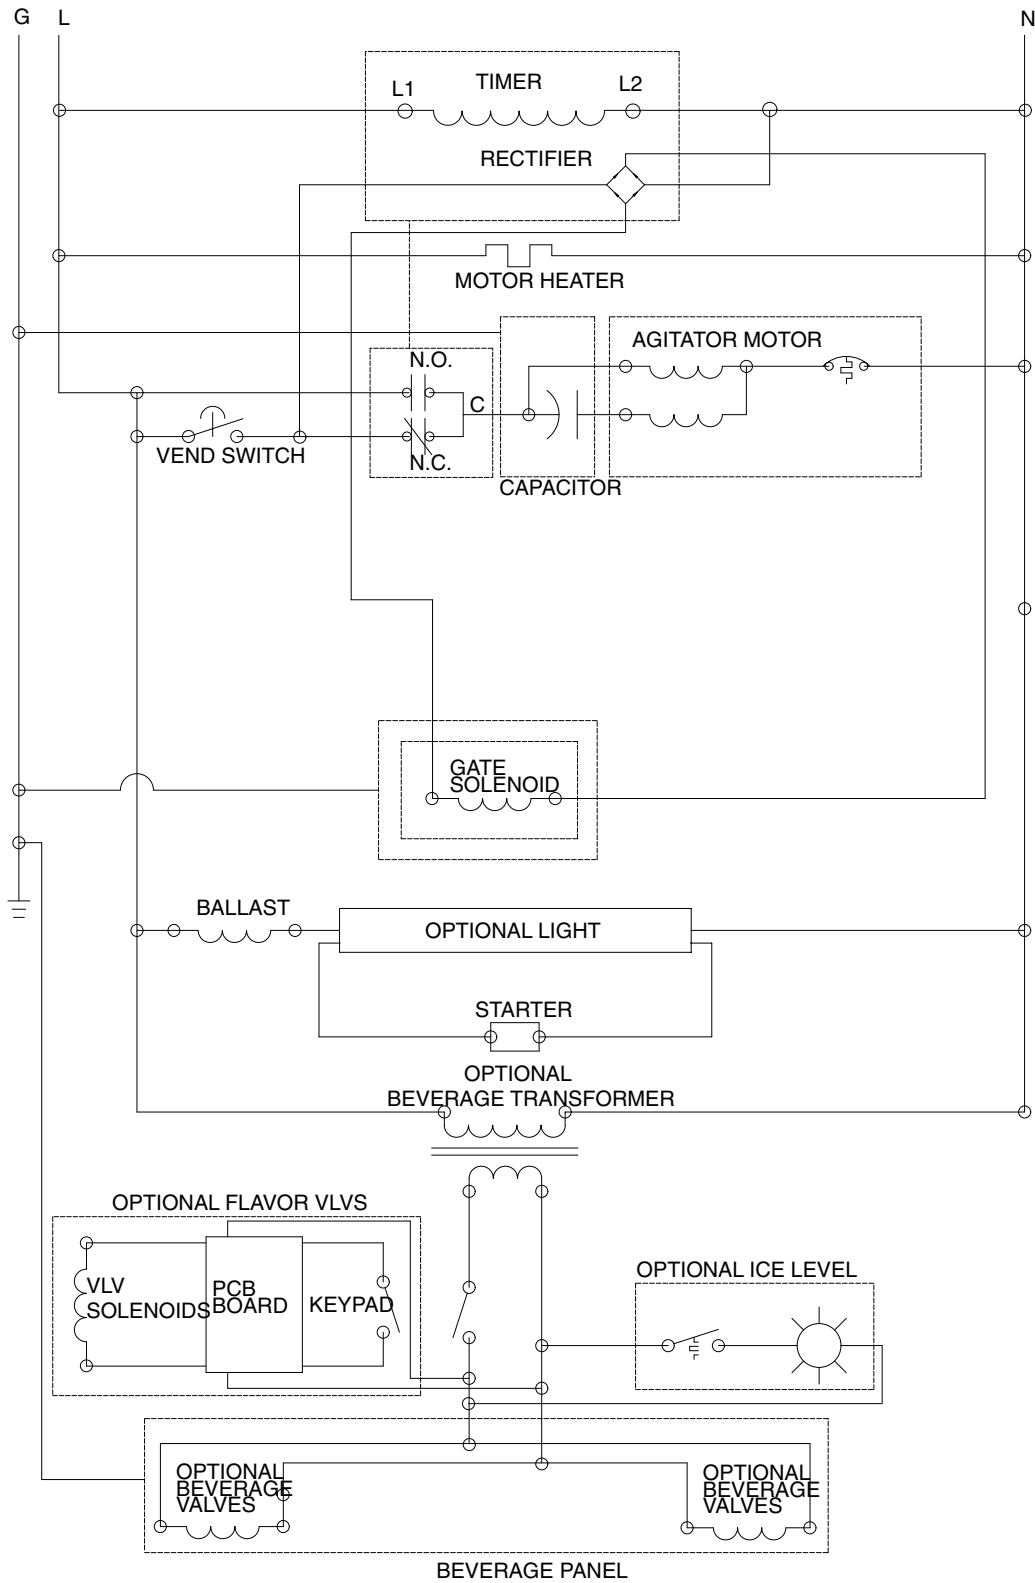 G L N
TIMER
L1 L2
RECTIFIER
MOTOR HEATER
AGITATOR MOTOR
N.O.
C
VEND SWITCH
N.C.
CAPACITOR
GATE
SOLENOID
BALLAST
OPTIONAL LIGHT
STARTER
OPTIONAL
BEVERAGE TRANSFORMER
OPTIONAL FLAVOR VLVS
VLV
SOLENOIDS
PCB
BOARD
KEYPAD
OPTIONAL ICE LEVEL
OPTIONAL
BEVERAGE
VALVES
OPTIONAL
BEVERAGE
VALVES
BEVERAGE PANEL